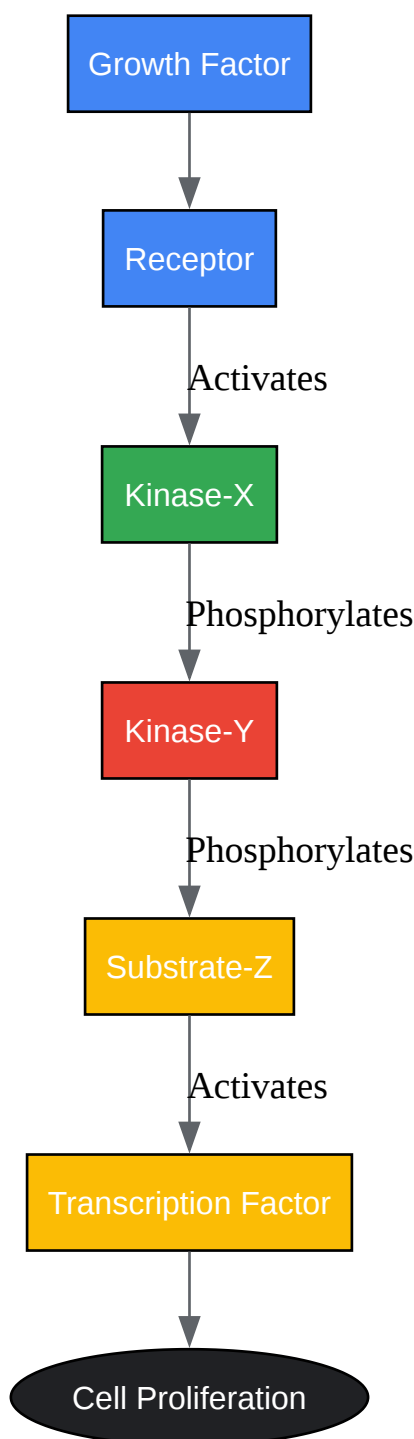 Growth Factor
Receptor
Activates
Kinase-X
Phosphorylates
Kinase-Y
Phosphorylates
Substrate-Z
Activates
Transcription Factor
Cell Proliferation